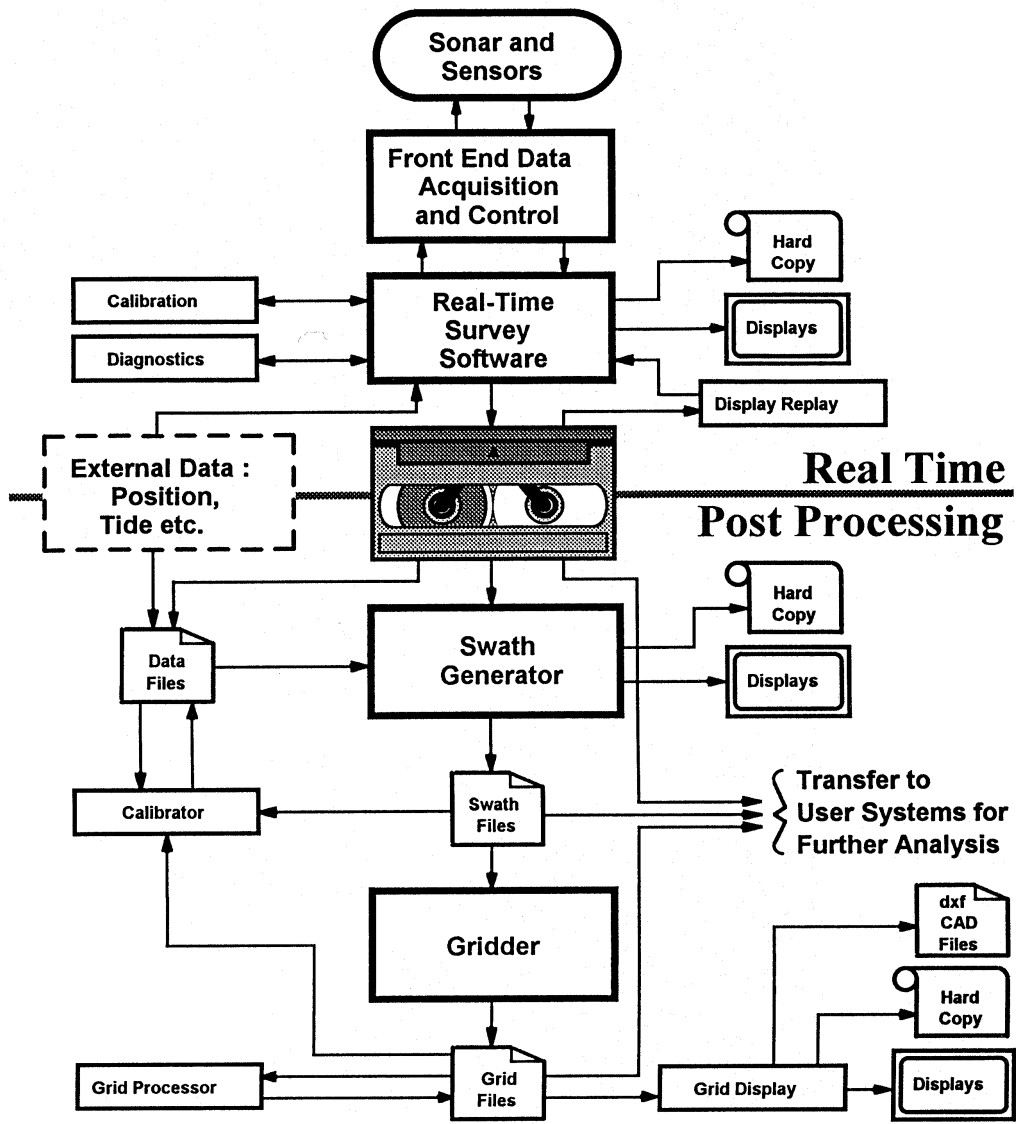 Sonar and
Sensors
Front End Data
Acquisition
and Control
Hard
Copy
Calibration
Real-Time
Survey
Software
Displays
Diagnostics
Display Replay
External Data :
Position,
Tide etc.
A
Real Time
Post Processing
Hard
Copy
Data
Files
Swath
Generator
Displays
Calibrator
Swath
Files
Transfer to
User Systems for
Further Analysis
Gridder
dxf
CAD
Files
Hard
Copy
Grid Processor
Grid
Files
Grid Display
Displays